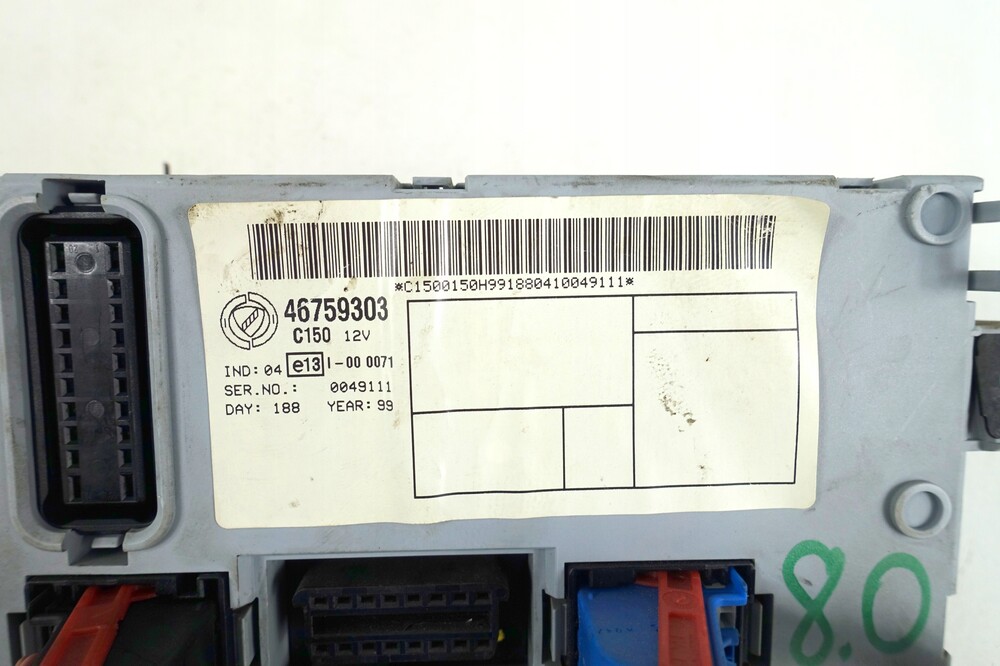 *C1500150H991880410049111*
46759303
C150 12V
IND: 04 e13 I-00 0071
SER.NO.: 0049111
DAY: 188 YEAR: 99
8.0